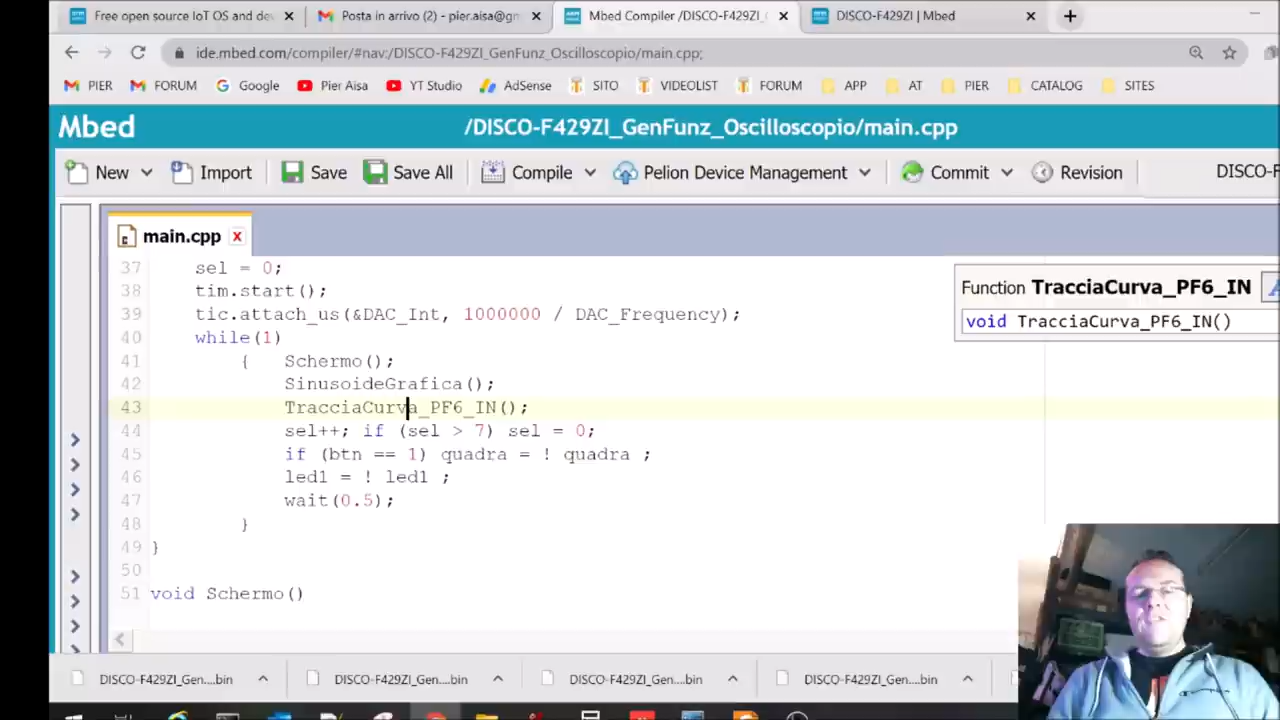 Free open source IoT OS and dev
Posta in arrivo (2) - pier.aisa@gm
Mbed Compiler /DISCO-F429ZI_
DISCO-F429ZI | Mbed
ide.mbed.com/compiler/#nav:/DISCO-F429ZI_GenFunz_Oscilloscopio/main.cpp;
PIER FORUM Google Pier Aisa YT Studio AdSense SITO VIDEOLIST FORUM APP AT PIER CATALOG SITES
Mbed /DISCO-F429ZI_GenFunz_Oscilloscopio/main.cpp
New Import Save Save All Compile Pelion Device Management Commit Revision DISCO-F
main.cpp
37 sel = 0;
38 tim.start();
39 tic.attach_us(&DAC_Int, 1000000 / DAC_Frequency);
40 while(1)
41 { Schermo();
42 SinusoideGrafica();
43 TracciaCurva_PF6_IN();
44 sel++; if (sel > 7) sel = 0;
45 if (btn == 1) quadra = ! quadra ;
46 led1 = ! led1 ;
47 wait(0.5);
48 }
49 }
50
51 void Schermo()
Function TracciaCurva_PF6_IN
void TracciaCurva_PF6_IN()
DISCO-F429ZI_Gen....bin DISCO-F429ZI_Gen....bin DISCO-F429ZI_Gen....bin DISCO-F429ZI_Gen....bin